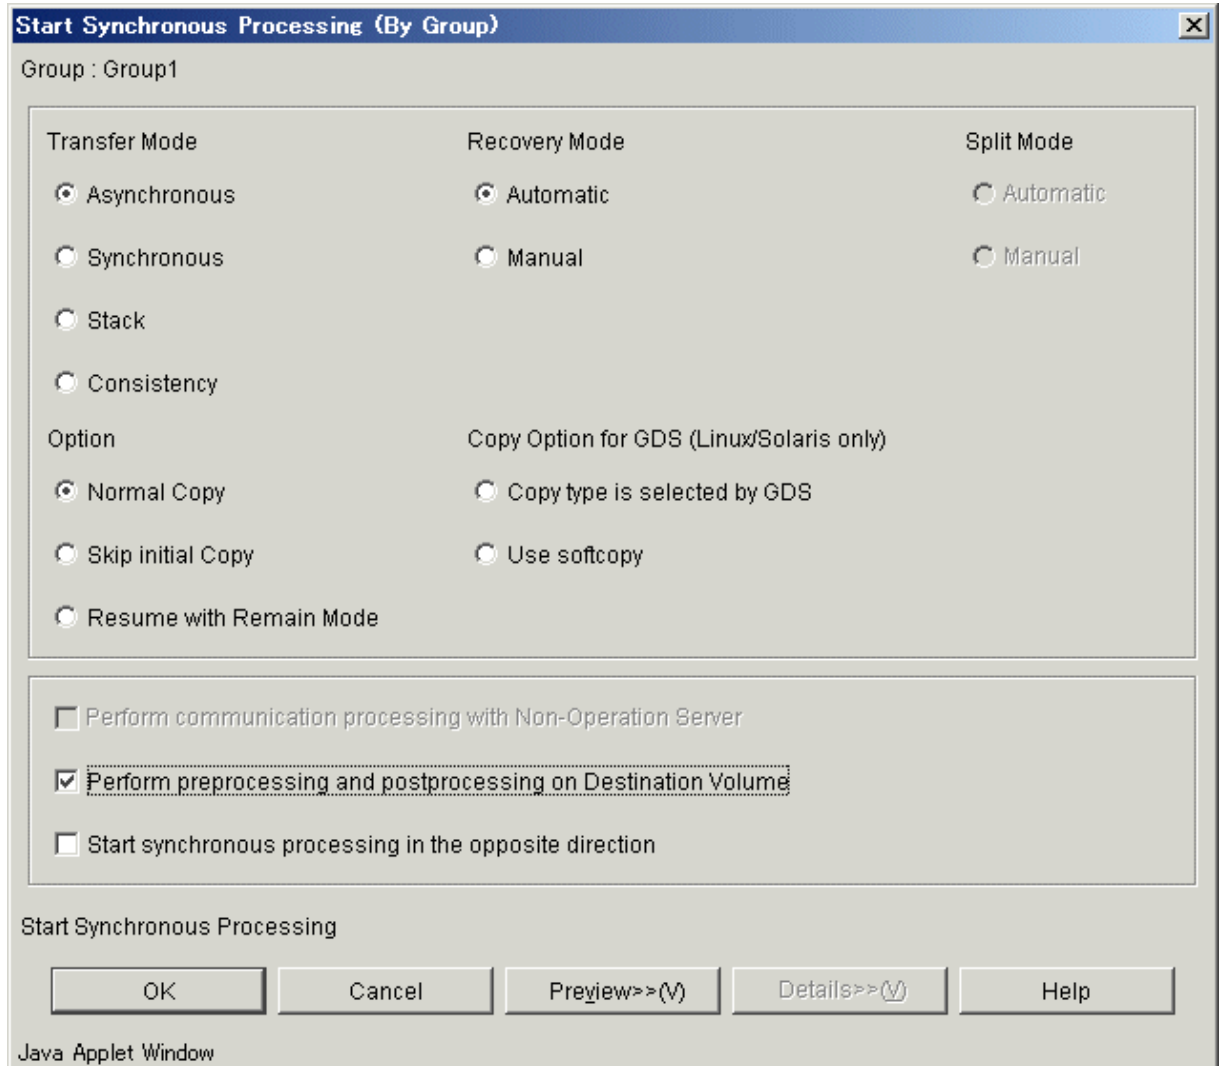 Start Synchronous Processing (By Group)
Group : Group1
Transfer Mode Recovery Mode Split Mode
Asynchronous Automatic Automatic
Synchronous Manual Manual
Stack
Consistency
Option Copy Option for GDS (Linux/Solaris only)
Normal Copy Copy type is selected by GDS
Skip initial Copy Use softcopy
Resume with Remain Mode
Perform communication processing with Non-Operation Server
Perform preprocessing and postprocessing on Destination Volume
Start synchronous processing in the opposite direction
Start Synchronous Processing
OK Cancel Preview>>(V) Details>>(V) Help
Java Applet Window